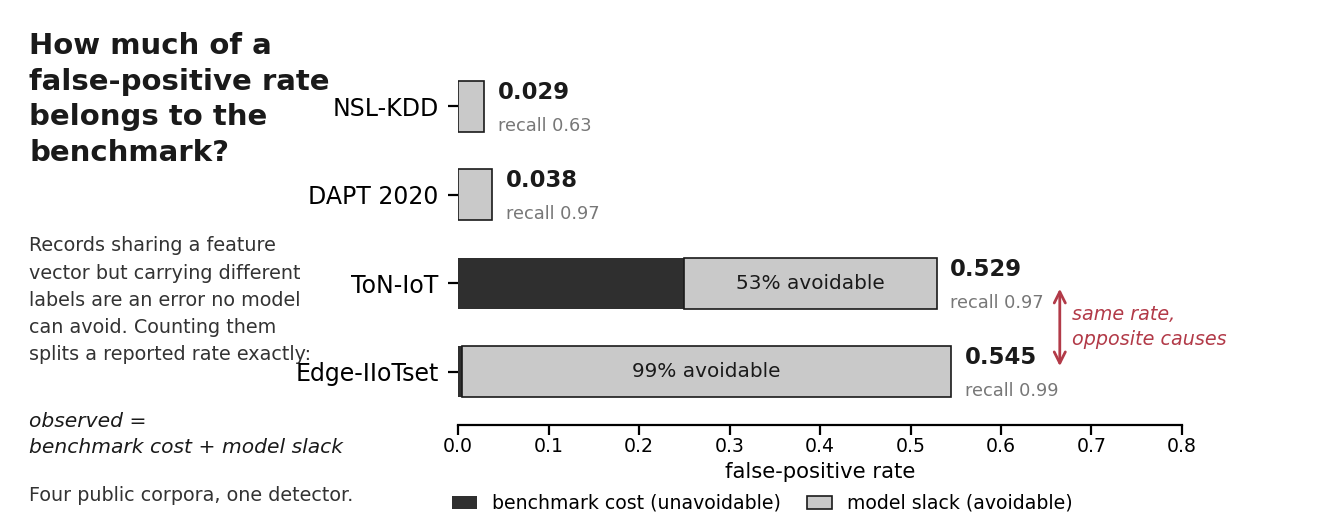 How much of a
false-positive rate
belongs to the
benchmark?
Records sharing a feature
vector but carrying different
labels are an error no model
can avoid. Counting them
splits a reported rate exactly:
observed =
benchmark cost + model slack
Four public corpora, one detector.
NSL-KDD
0.029
recall 0.63
DAPT 2020
0.038
recall 0.97
ToN-IoT
53% avoidable
0.529
recall 0.97
same rate,
opposite causes
Edge-IIoTset
99% avoidable
0.545
recall 0.99
0.0 0.1 0.2 0.3 0.4 0.5 0.6 0.7 0.8
false-positive rate
benchmark cost (unavoidable) model slack (avoidable)